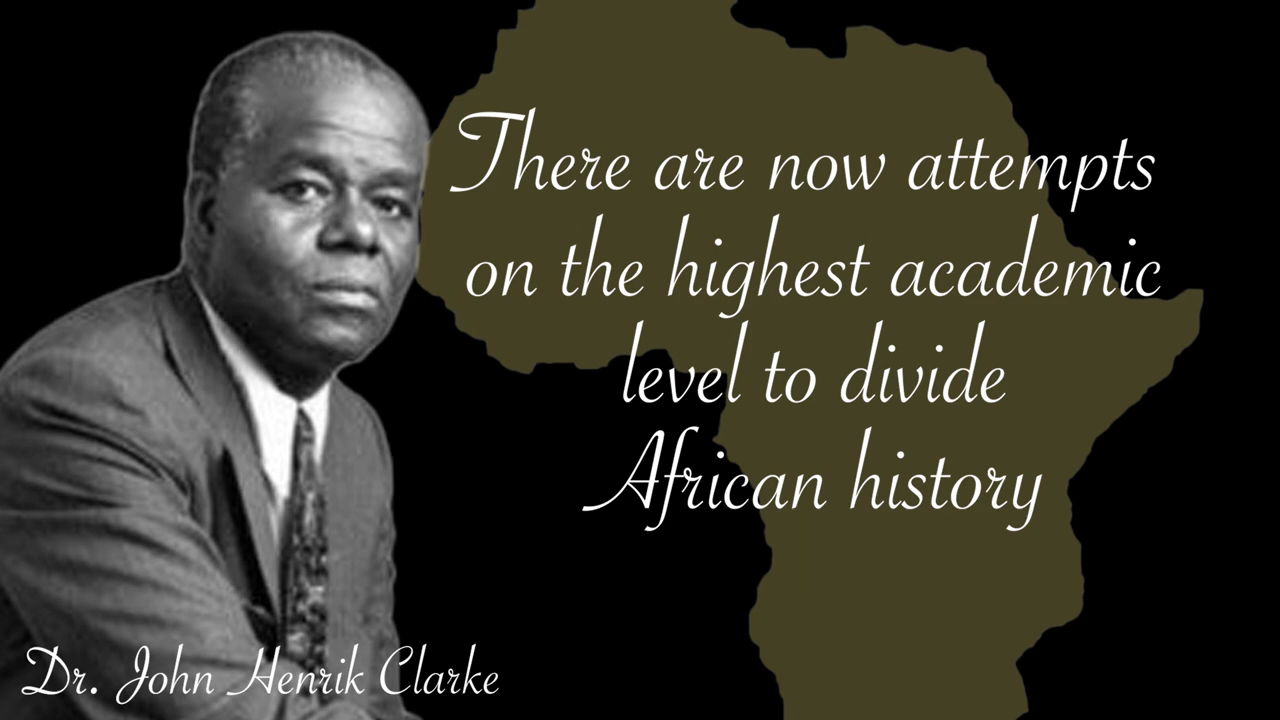 There are now attempts
on the highest academic
level to divide
African history
Dr. John Henrik Clarke